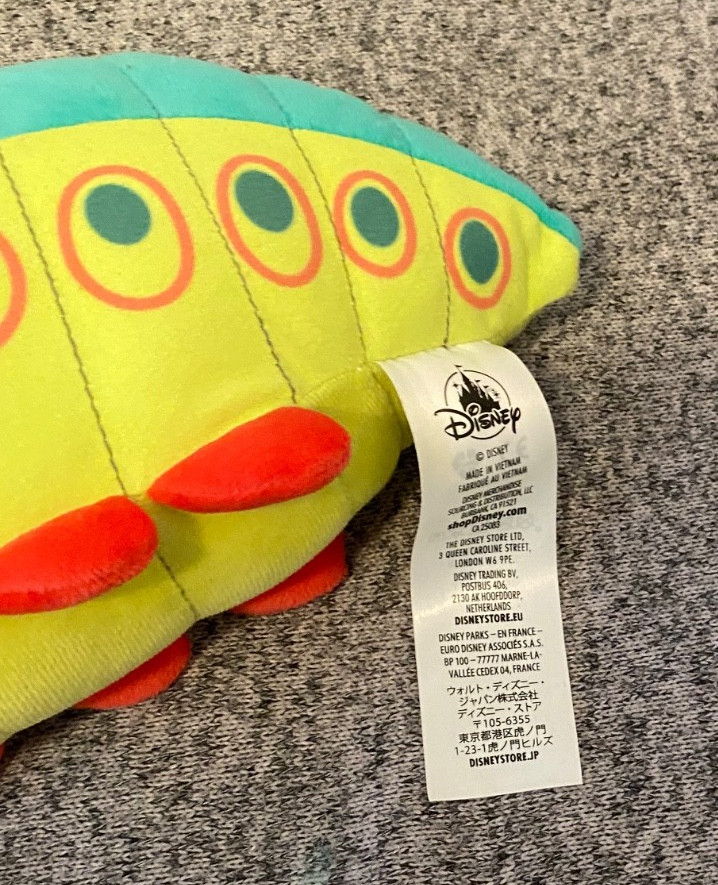 Disney
© DISNEY
MADE IN VIETNAM
FABRIQUÉ AU VIETNAM
DISNEY MERCHANDISE
SOURCING & DISTRIBUTION, LLC
BURBANK, CA 91521
shopDisney.com
CA 25083
THE DISNEY STORE LTD,
3 QUEEN CAROLINE STREET,
LONDON W6 9PE.
DISNEY TRADING BV,
POSTBUS 406,
2130 AK HOOFDDORP,
NETHERLANDS
DISNEYSTORE.EU
DISNEY PARKS – EN FRANCE –
EURO DISNEY ASSOCIÉS S.A.S.
BP 100 – 77777 MARNE-LA-
VALLÉE CEDEX 04, FRANCE
ウォルト・ディズニー・
ジャパン株式会社
ディズニー・ストア
〒105-6355
東京都港区虎ノ門
1-23-1虎ノ門ヒルズ
DISNEYSTORE.JP